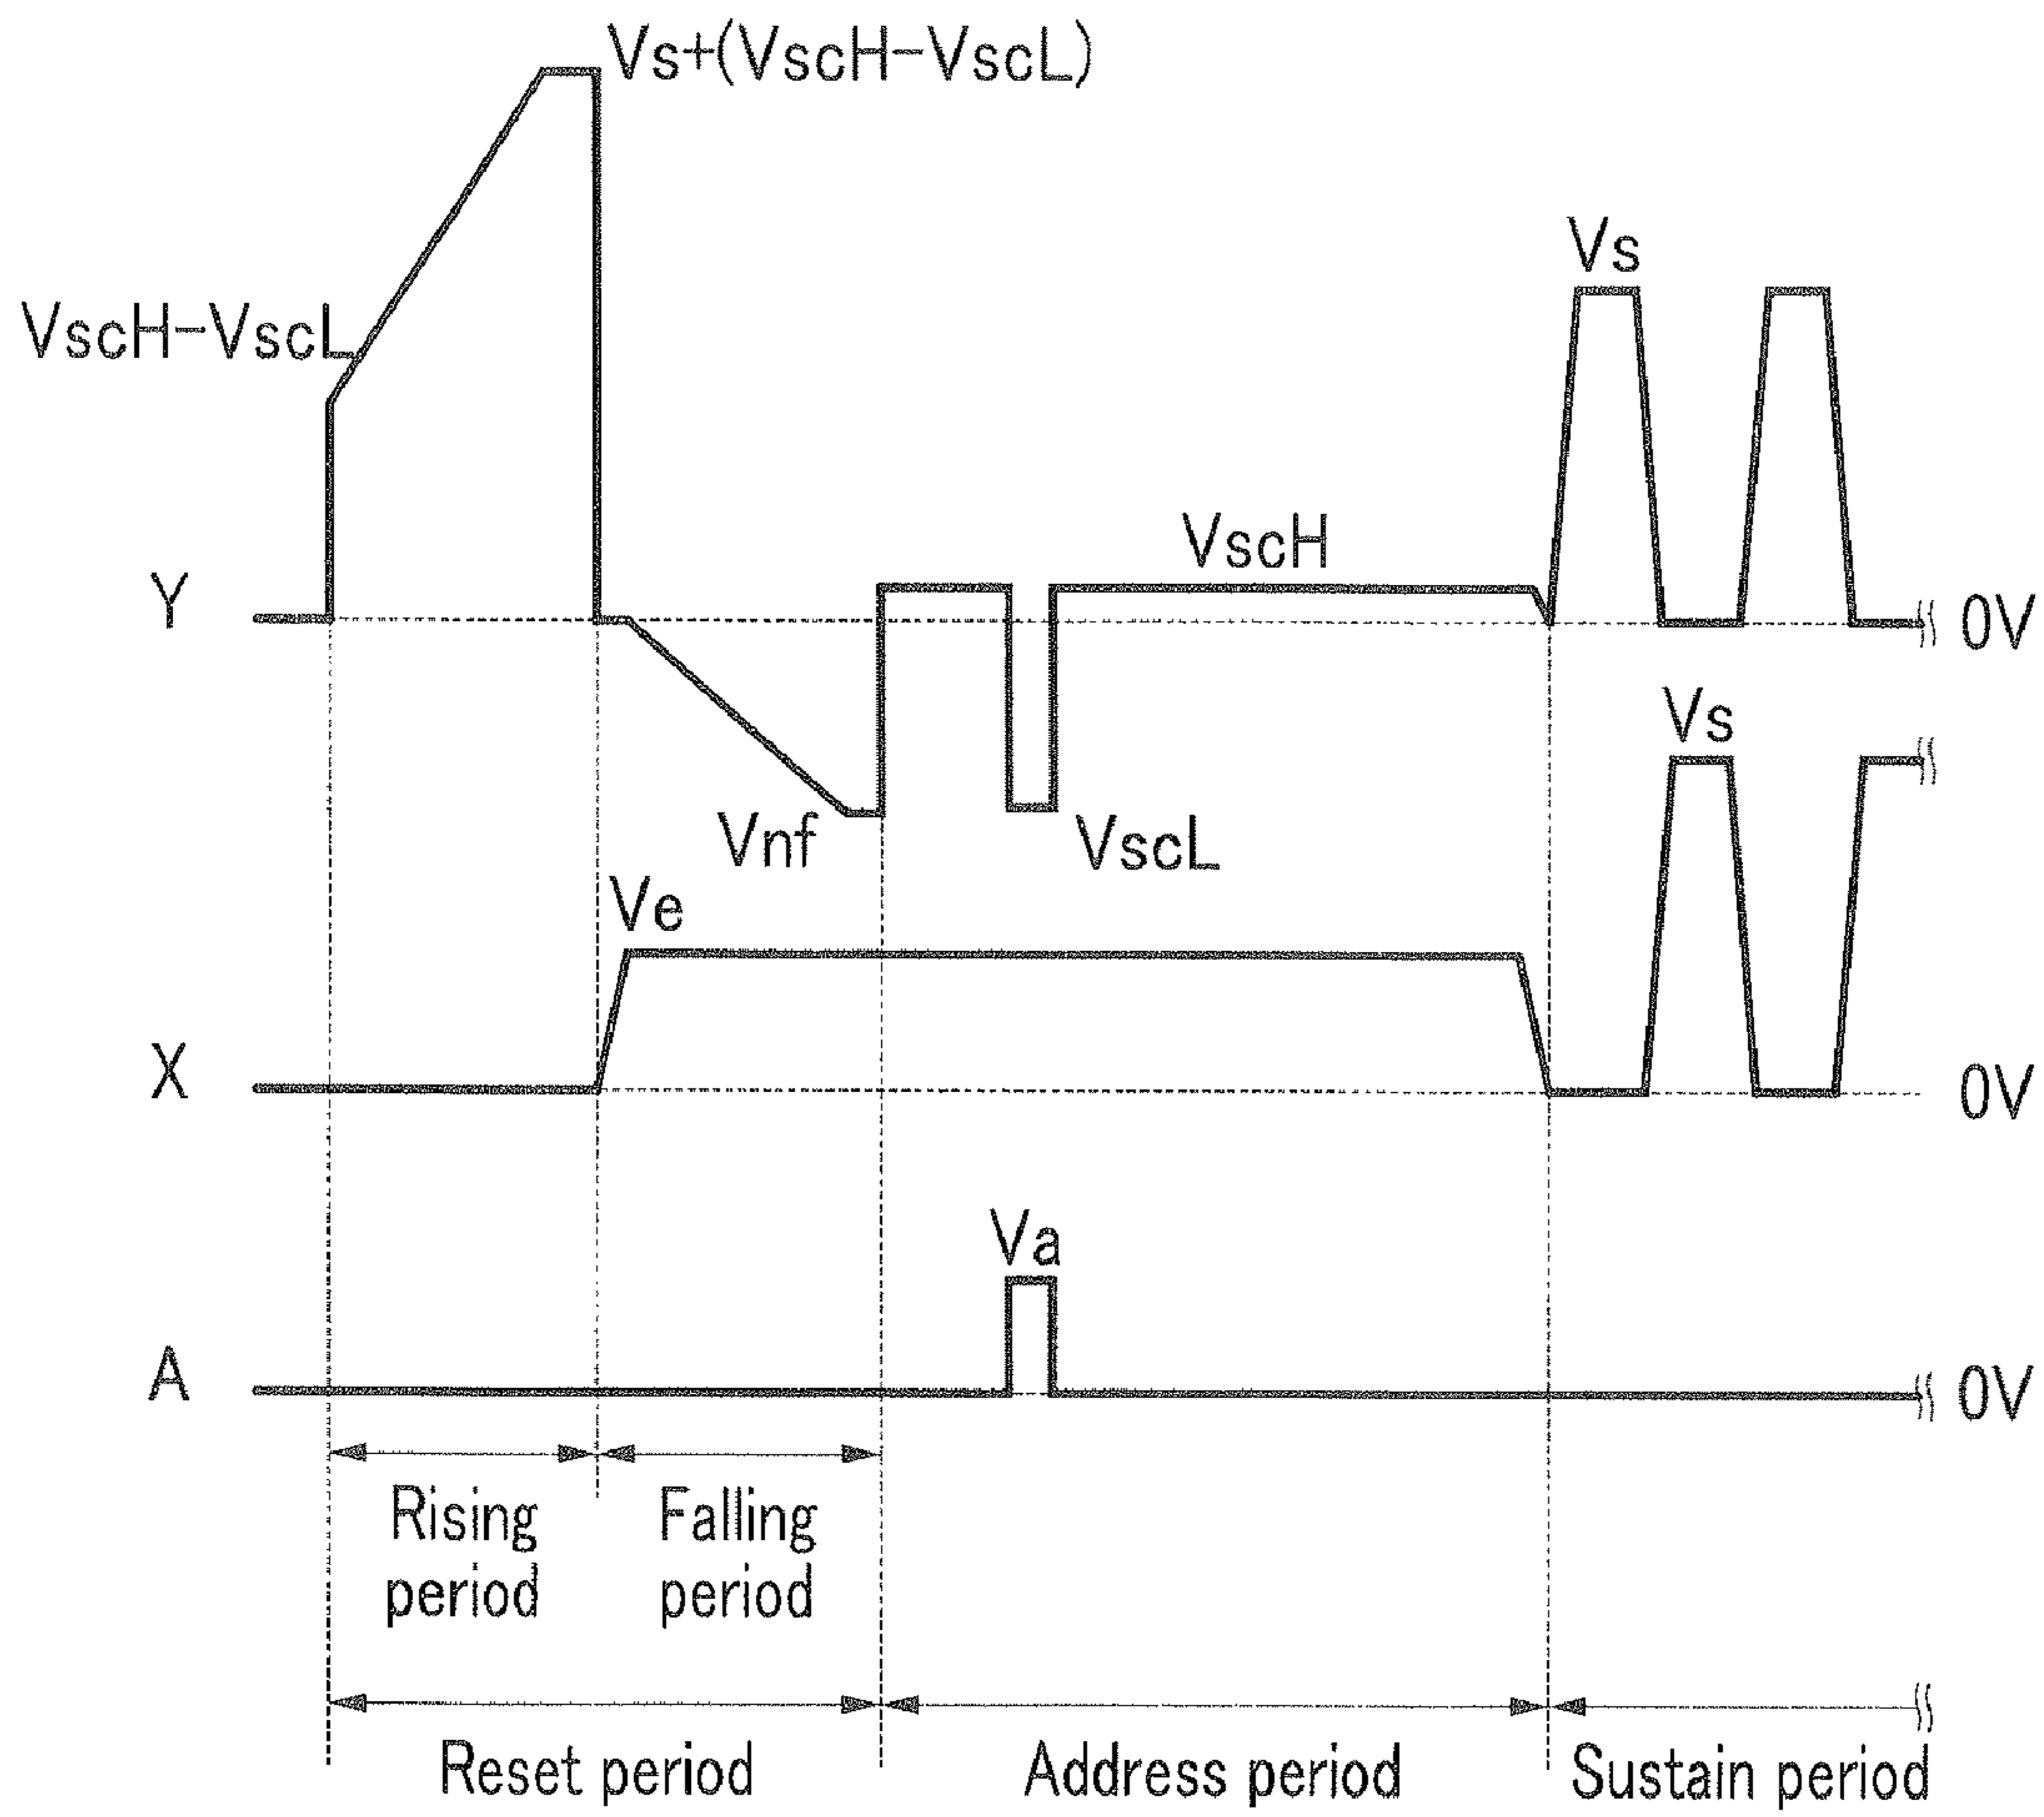 Vs+(VscH-VscL)
VscH-VscL
Vs
VscH
Y
0V
Vs
Vnf
VscL
Ve
X
0V
Va
A
0V
Rising
period
Falling
period
Reset period
Address period
Sustain period